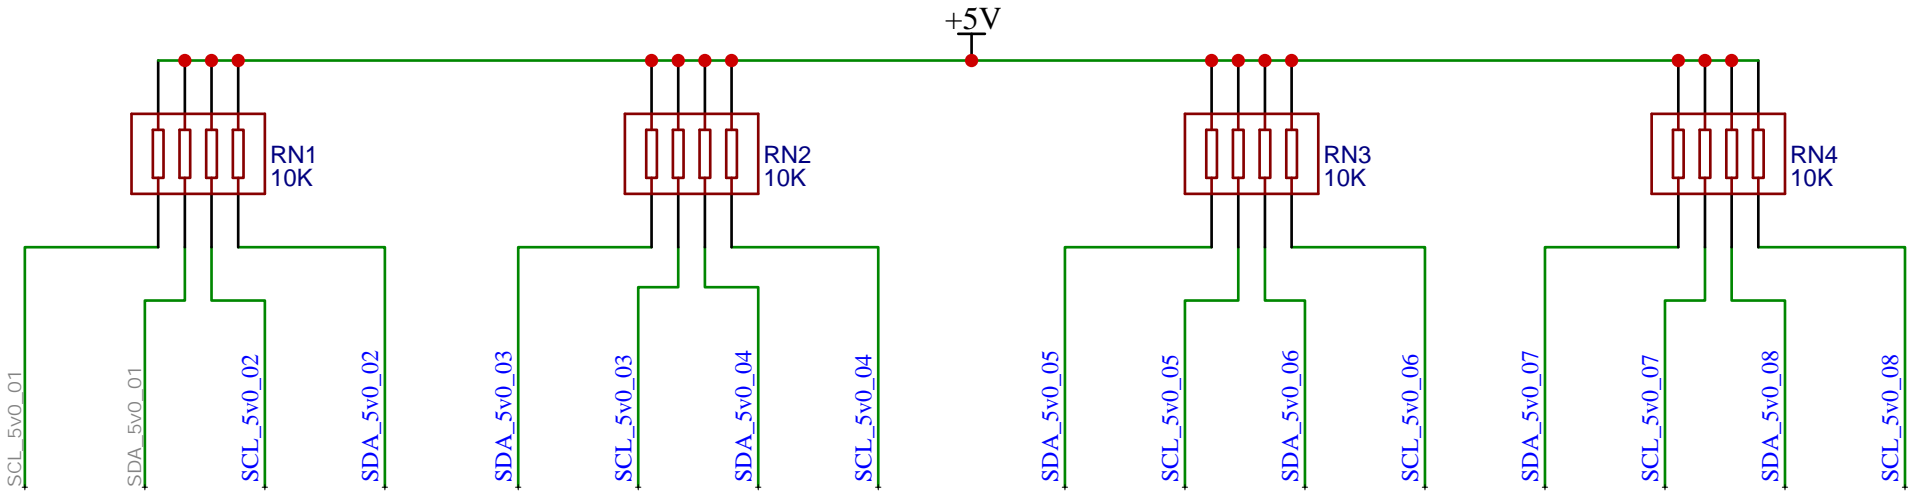 +5V
RN1
10K
RN2
10K
RN3
10K
RN4
10K
SCL_5v0_01
SDA_5v0_01
SCL_5v0_02
SDA_5v0_02
SDA_5v0_03
SCL_5v0_03
SDA_5v0_04
SCL_5v0_04
SDA_5v0_05
SCL_5v0_05
SDA_5v0_06
SCL_5v0_06
SDA_5v0_07
SCL_5v0_07
SDA_5v0_08
SCL_5v0_08